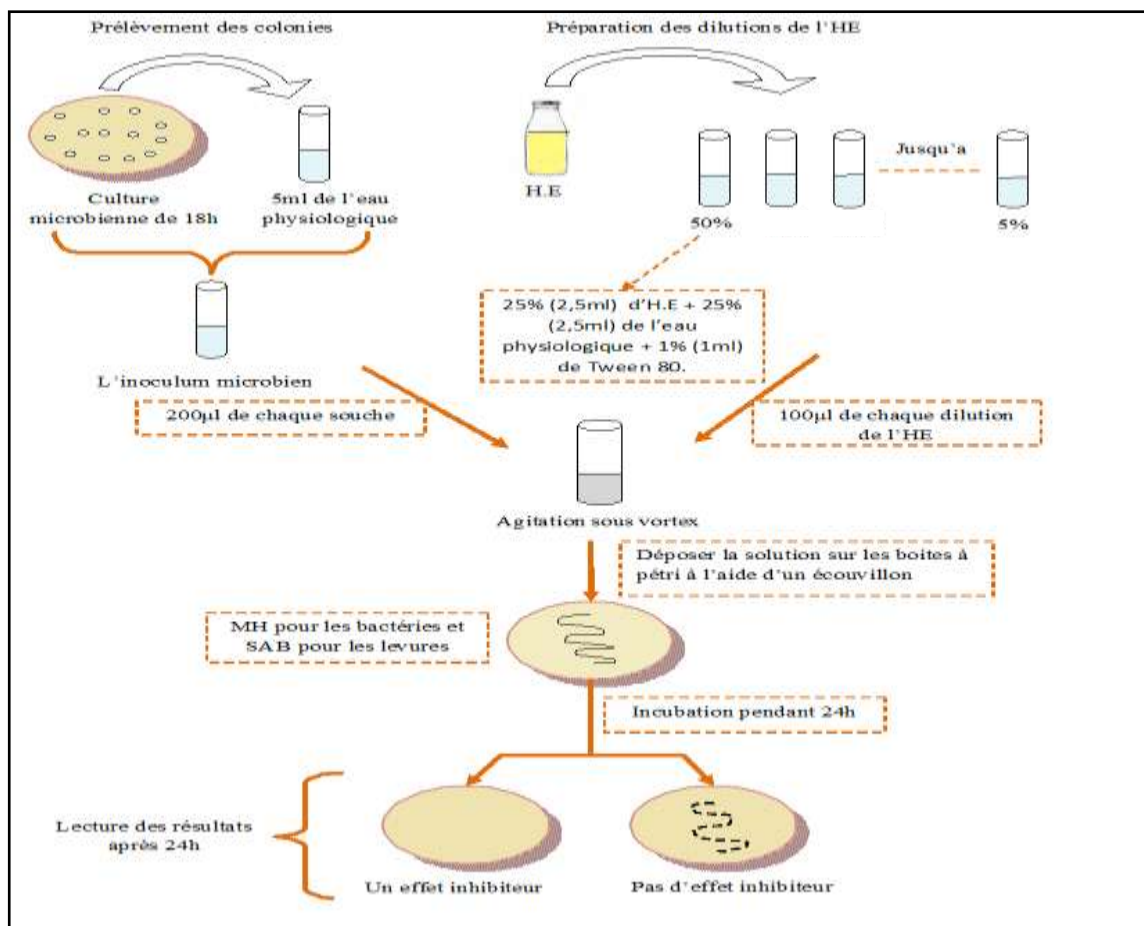 Prélèvement des colonies
Préparation des dilutions de l'HE
Culture
microbienne de 18h
5ml de l'eau
physiologique
H.E
Jusqu'a
50%
5%
25% (2,5ml) d'H.E + 25%
(2,5ml) de l'eau
physiologique + 1% (1ml)
de Tween 80.
L'inoculum microbien
200µl de chaque souche
100µl de chaque dilution
de l'HE
Agitation sous vortex
Déposer la solution sur les boites à
pétri à l'aide d'un écouvillon
MH pour les bactéries et
SAB pour les levures
Incubation pendant 24h
Lecture des résultats
après 24h
Un effet inhibiteur
Pas d'effet inhibiteur